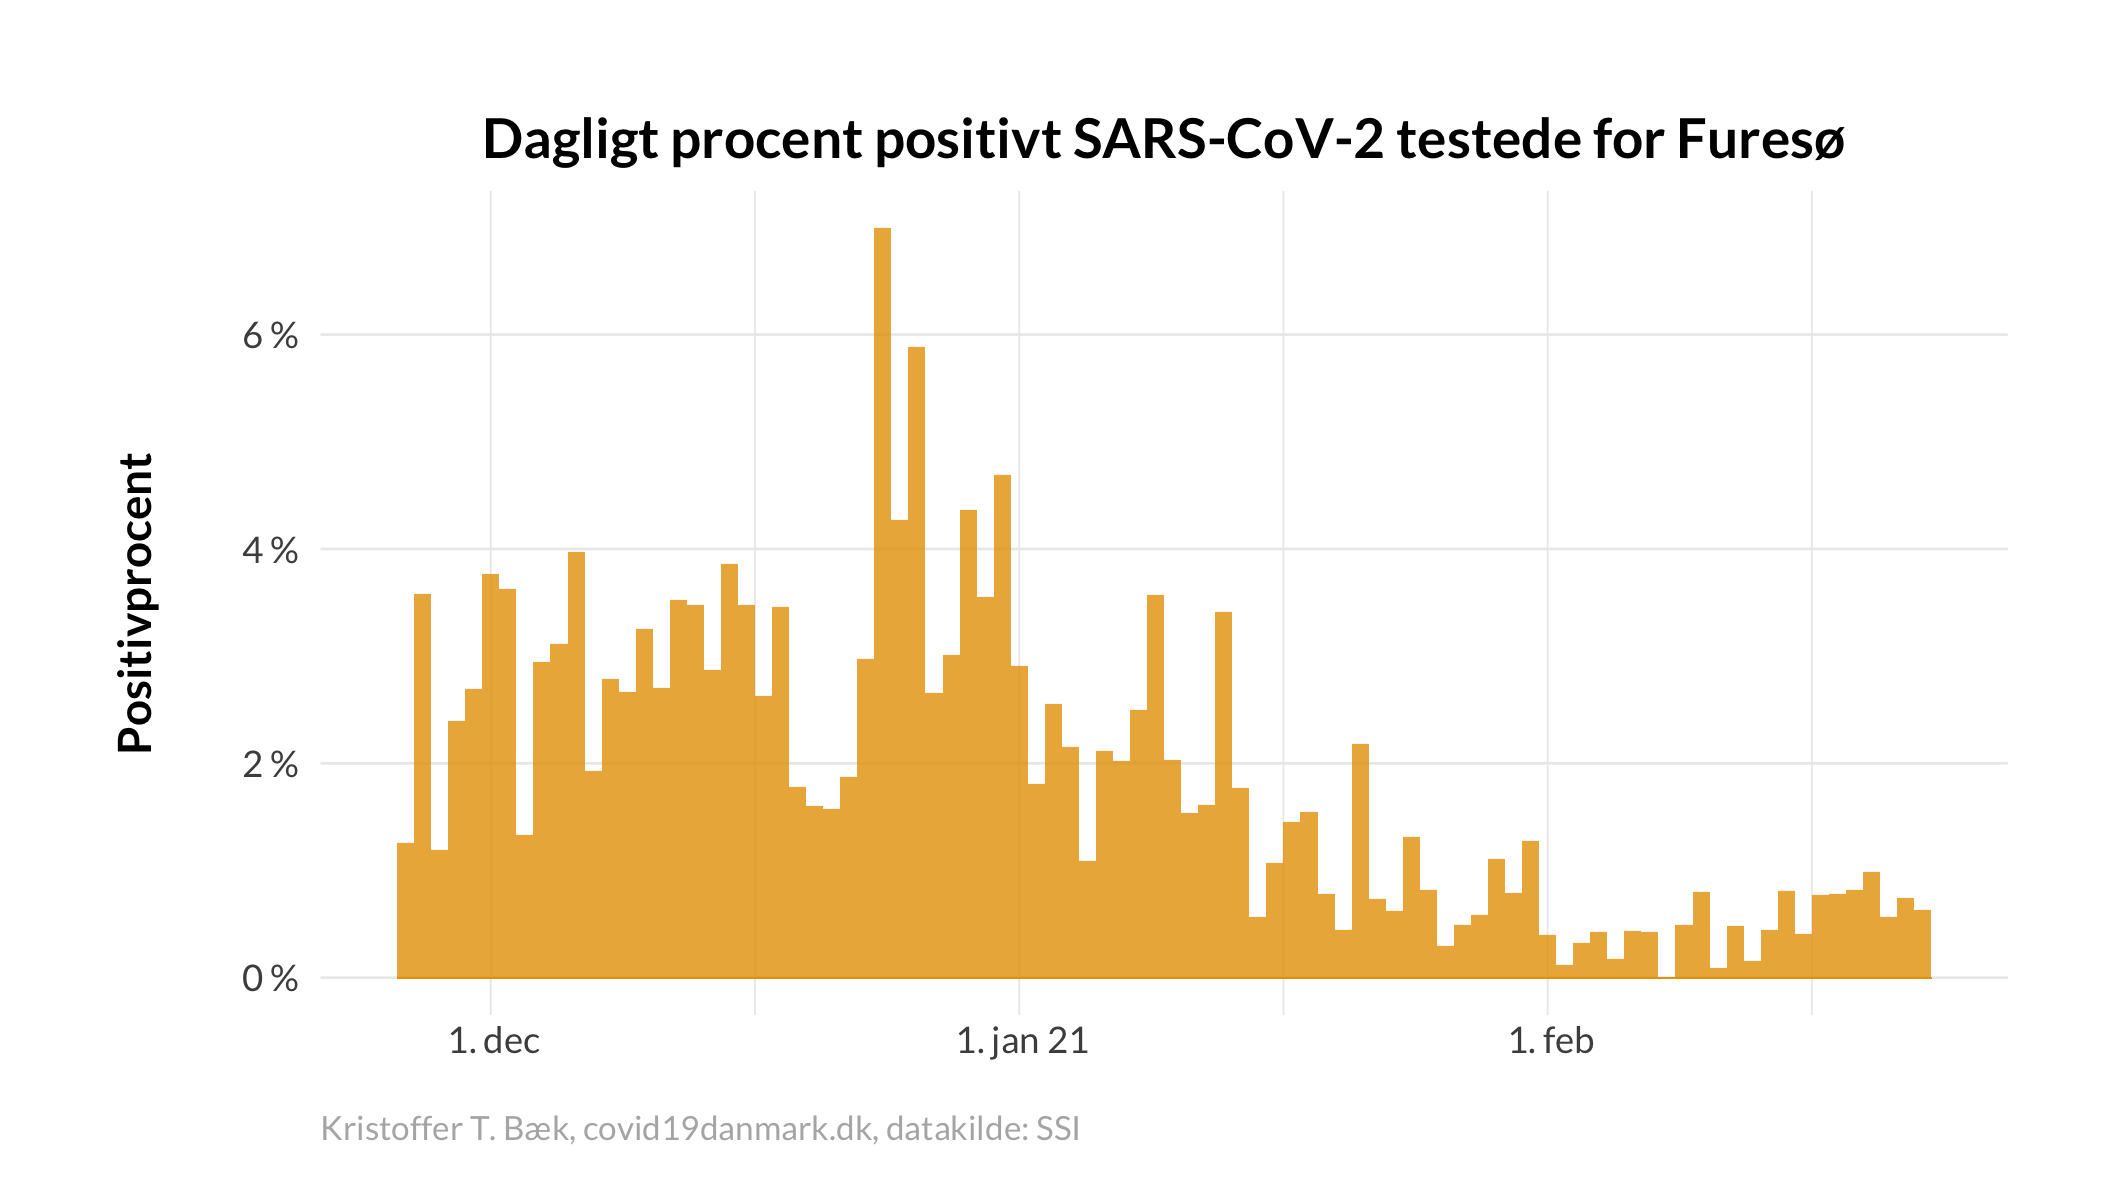 Dagligt procent positivt SARS-CoV-2 testede for Furesø
Positivprocent
6 %
4 %
2 %
0 %
1. dec
1. jan 21
1. feb
Kristoffer T. Bæk, covid19danmark.dk, datakilde: SSI